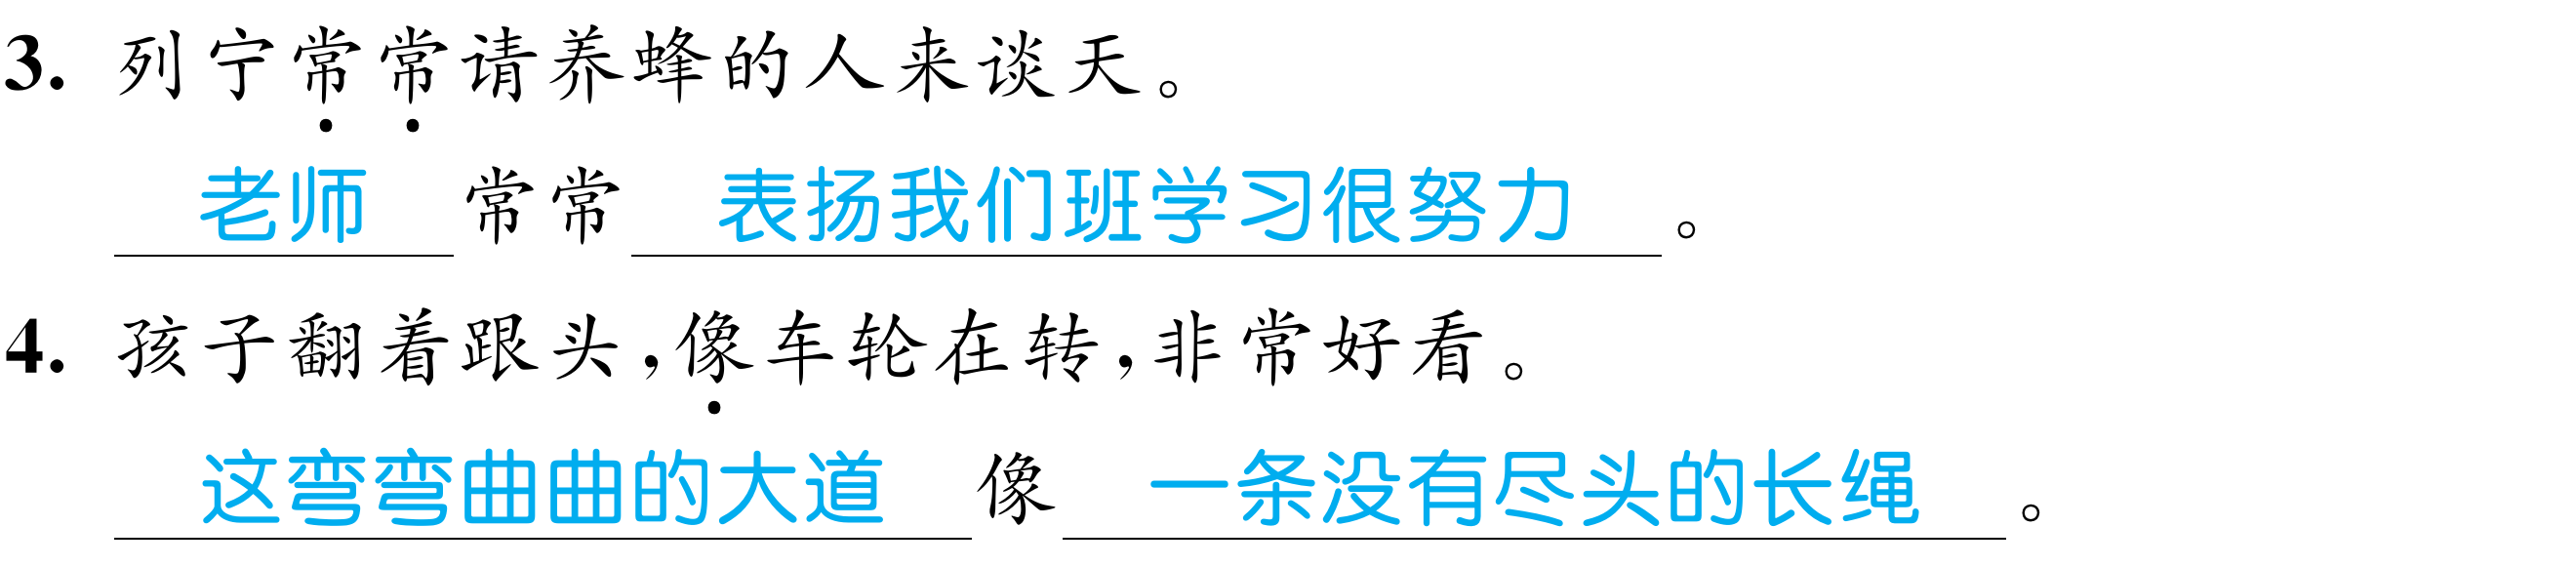 3. 列宁常常请养蜂的人来谈天。
老师常常表扬我们班学习很努力。
4. 孩子翻着跟头,像车轮在转,非常好看。
这弯弯曲曲的大道像一条没有尽头的长绳。